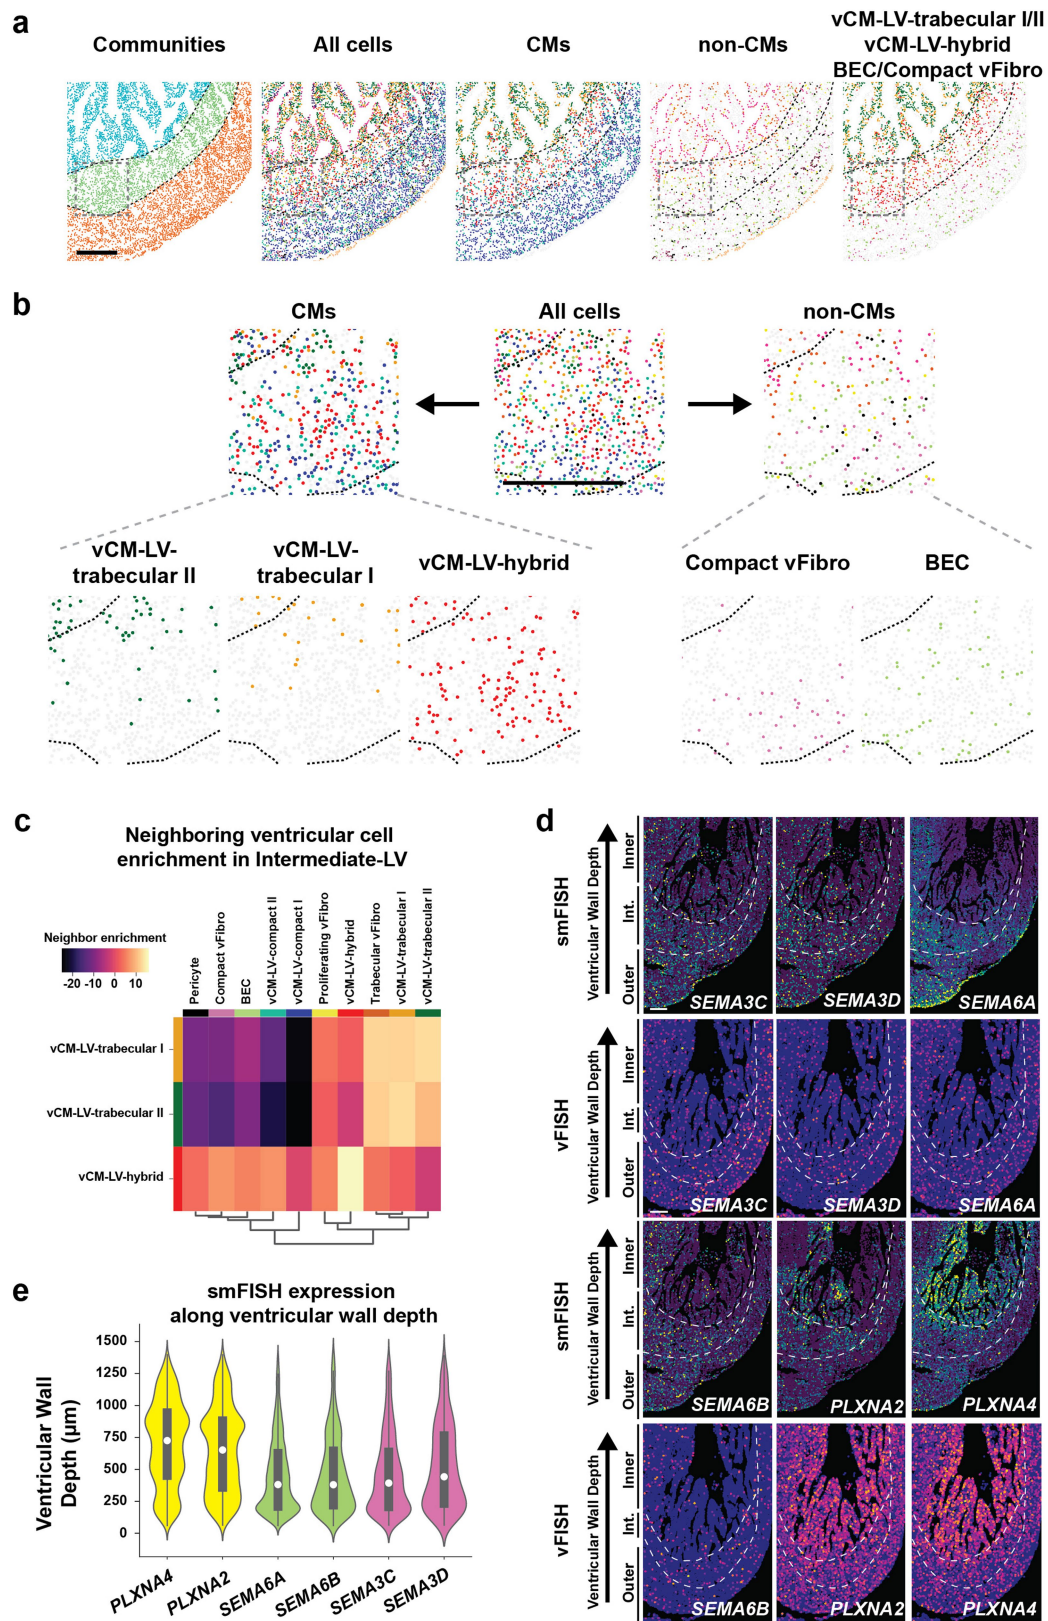 a
Communities
All cells
CMs
non-CMs
vCM-LV-trabecular I/II
vCM-LV-hybrid
BEC/Compact vFibro
b
CMs
All cells
non-CMs
vCM-LV-
trabecular II
vCM-LV-
trabecular I
vCM-LV-hybrid
Compact vFibro
BEC
c
Neighboring ventricular cell
enrichment in Intermediate-LV
Neighbor enrichment
-20 -10 0 10
Pericyte
Compact vFibro
BEC
vCM-LV-compact II
vCM-LV-compact I
Proliferating vFibro
vCM-LV-hybrid
Trabecular vFibro
vCM-LV-trabecular I
vCM-LV-trabecular II
vCM-LV-trabecular I
vCM-LV-trabecular II
vCM-LV-hybrid
d
smFISH
Ventricular Wall Depth
Outer Int. Inner
SEMA3C
SEMA3D
SEMA6A
vFISH
Ventricular Wall Depth
Outer Int. Inner
SEMA3C
SEMA3D
SEMA6A
smFISH
Ventricular Wall Depth
Outer Int. Inner
SEMA6B
PLXNA2
PLXNA4
vFISH
Ventricular Wall Depth
Outer Int. Inner
SEMA6B
PLXNA2
PLXNA4
e
smFISH expression
along ventricular wall depth
Ventricular Wall
Depth (μm)
1500
1250
1000
750
500
250
0
PLXNA4
PLXNA2
SEMA6A
SEMA6B
SEMA3C
SEMA3D